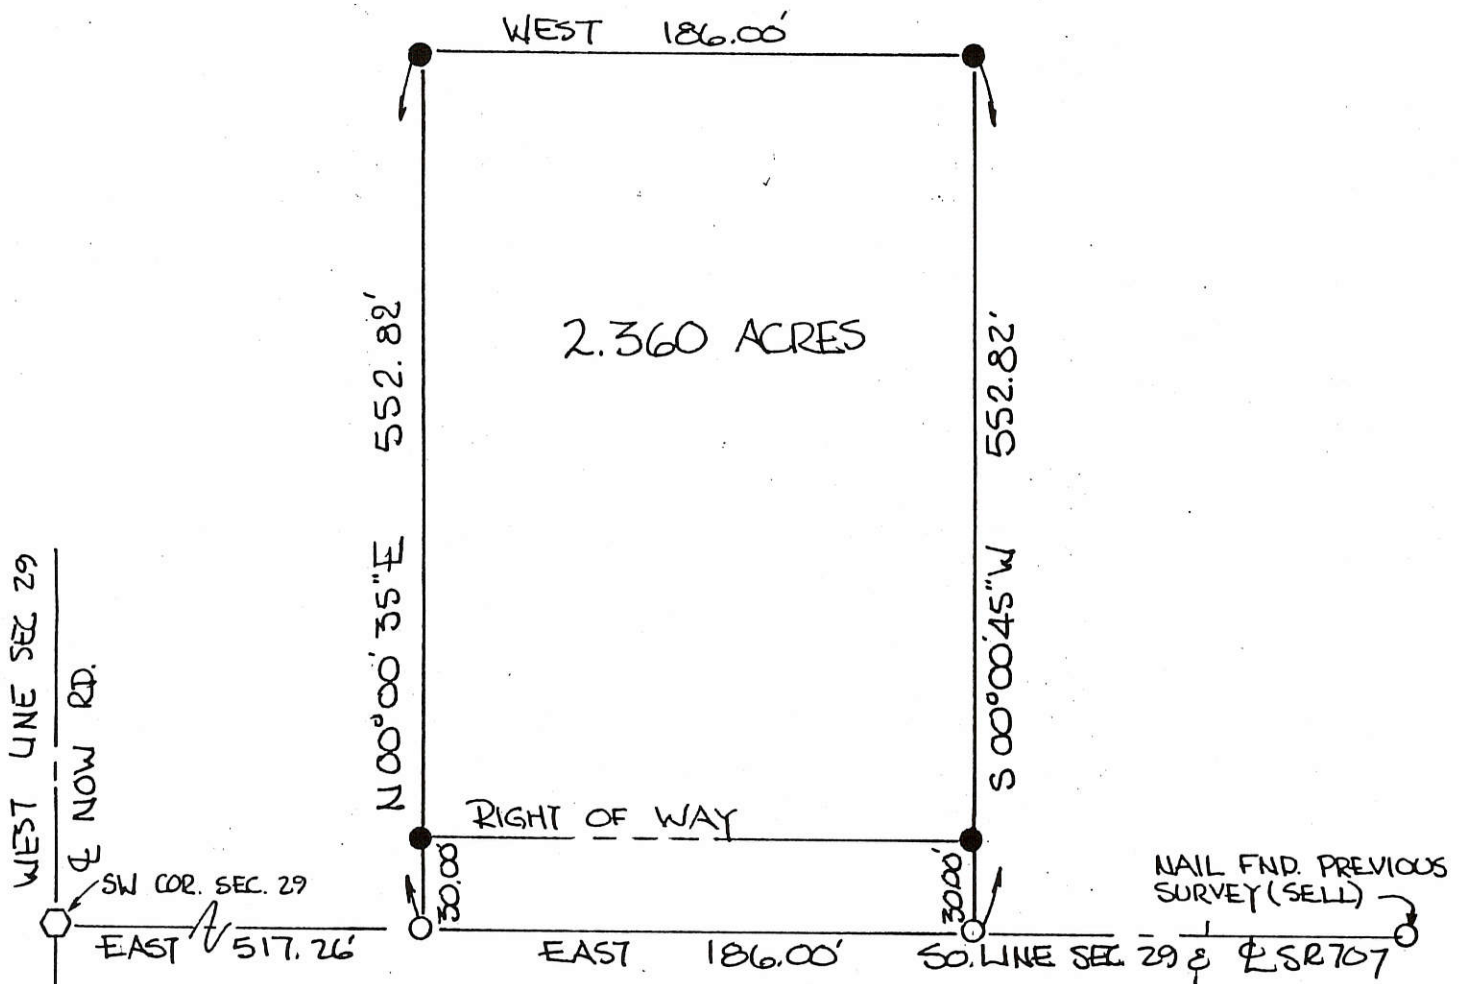 WEST 186.00'
552.82'
2.360 ACRES
552.82'
N 00°00'35"E
S 00°00'45"W
WEST LINE SEC 29
℄ NOW RD.
RIGHT OF WAY
30.00'
30.00'
SW COR. SEC. 29
NAIL FND. PREVIOUS
SURVEY (SELL)
EAST 517.26'
EAST 186.00'
SO. LINE SEC. 29 & ℄ SR707